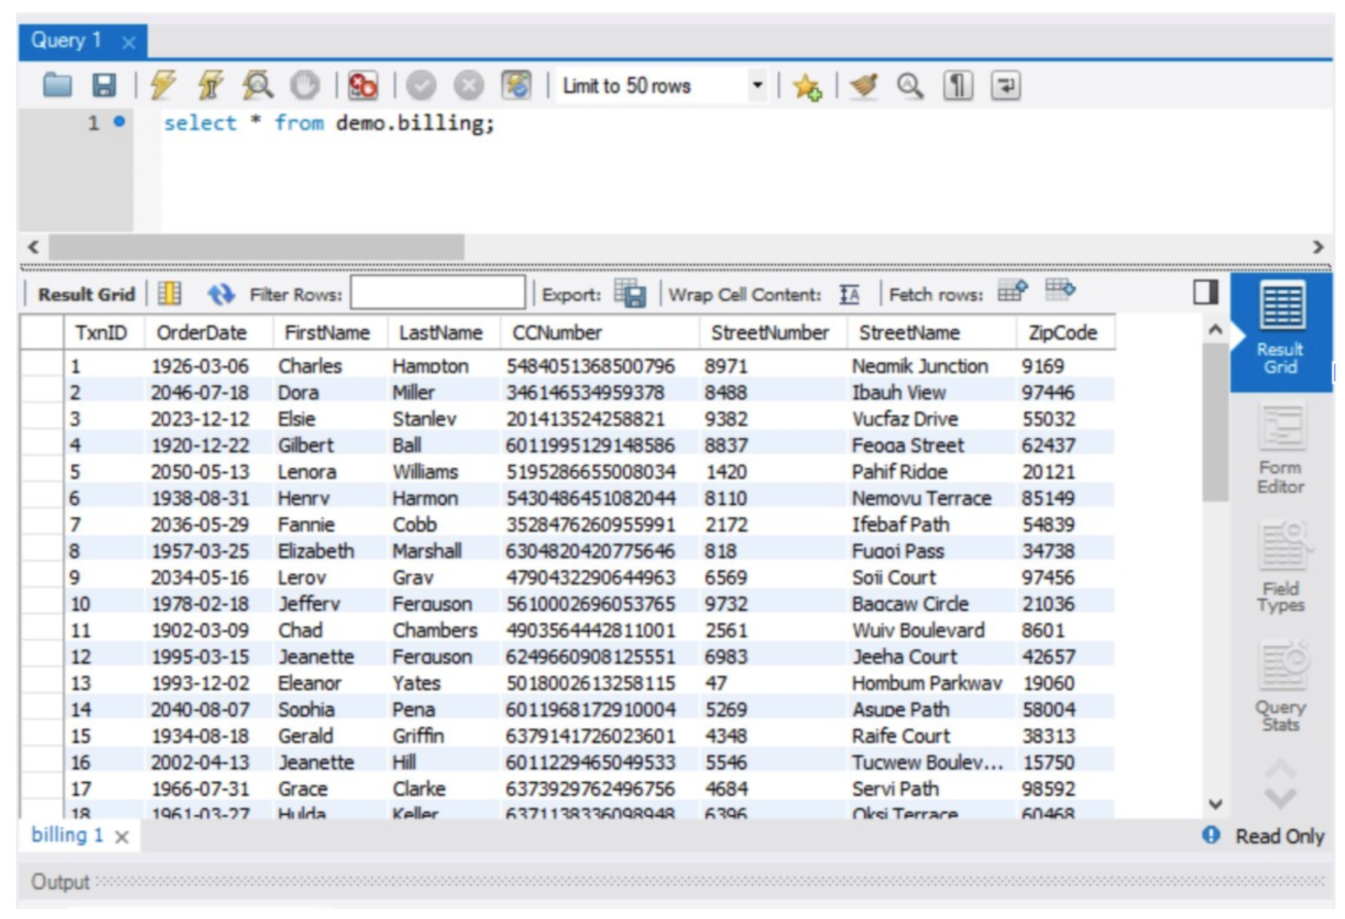 Query 1
Limit to 50 rows
1 select * from demo.billing;
Result Grid Filter Rows: Export: Wrap Cell Content: IA Fetch rows:
TxnID OrderDate FirstName LastName CCNumber StreetNumber StreetName ZipCode
1 1926-03-06 Charles Hampton 5484051368500796 8971 Negmik Junction 9169
2 2046-07-18 Dora Miller 346146534959378 8488 Ibauh View 97446
3 2023-12-12 Elsie Stanley 201413524258821 9382 Vucfaz Drive 55032
4 1920-12-22 Gilbert Ball 6011995129148586 8837 Feoga Street 62437
5 2050-05-13 Lenora Williams 5195286655008034 1420 Pahif Ridge 20121
6 1938-08-31 Henry Harmon 5430486451082044 8110 Nemovu Terrace 85149
7 2036-05-29 Fannie Cobb 3528476260955991 2172 Ifebaf Path 54839
8 1957-03-25 Elizabeth Marshall 6304820420775646 818 Fugoj Pass 34738
9 2034-05-16 Leroy Gray 4790432290644963 6569 Soji Court 97456
10 1978-02-18 Jeffery Ferguson 5610002696053765 9732 Bagcaw Circle 21036
11 1902-03-09 Chad Chambers 4903564442811001 2561 Wuiv Boulevard 8601
12 1995-03-15 Jeanette Ferguson 6249660908125551 6983 Jeeha Court 42657
13 1993-12-02 Eleanor Yates 5018002613258115 47 Hombum Parkway 19060
14 2040-08-07 Sophia Pena 6011968172910004 5269 Asupe Path 58004
15 1934-08-18 Gerald Griffin 6379141726023601 4348 Raife Court 38313
16 2002-04-13 Jeanette Hill 6011229465049533 5546 Tucwew Boulev... 15750
17 1966-07-31 Grace Clarke 6373929762496756 4684 Servi Path 98592
18 1961-03-27 Hulda Keller 6371138336098948 6396 Oksi Terrace 60468
Result
Grid
Form
Editor
Field
Types
Query
Stats
billing 1
Read Only
Output